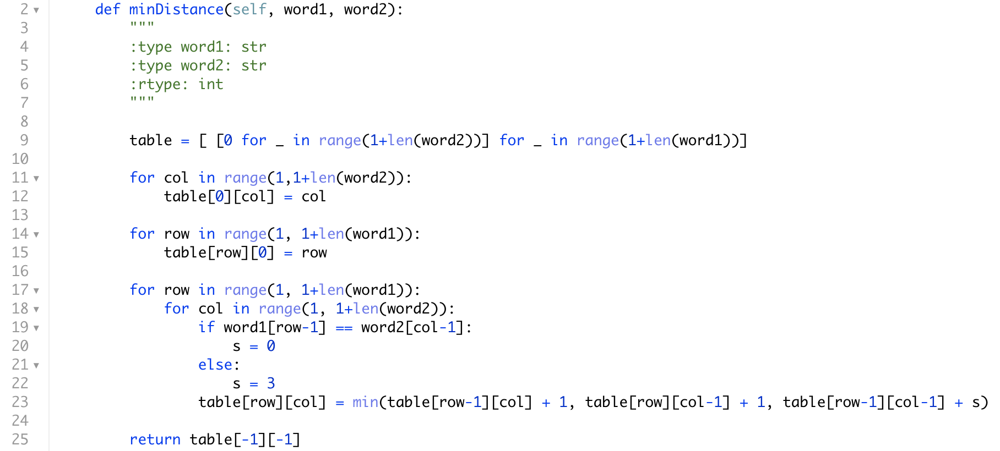 2 ▾ def minDistance(self, word1, word2):
3 """
4 :type word1: str
5 :type word2: str
6 :rtype: int
7 """
8
9 table = [ [0 for _ in range(1+len(word2))] for _ in range(1+len(word1))]
10
11 ▾ for col in range(1,1+len(word2)):
12 table[0][col] = col
13
14 ▾ for row in range(1, 1+len(word1)):
15 table[row][0] = row
16
17 ▾ for row in range(1, 1+len(word1)):
18 ▾ for col in range(1, 1+len(word2)):
19 ▾ if word1[row-1] == word2[col-1]:
20 s = 0
21 ▾ else:
22 s = 3
23 table[row][col] = min(table[row-1][col] + 1, table[row][col-1] + 1, table[row-1][col-1] + s)
24
25 return table[-1][-1]